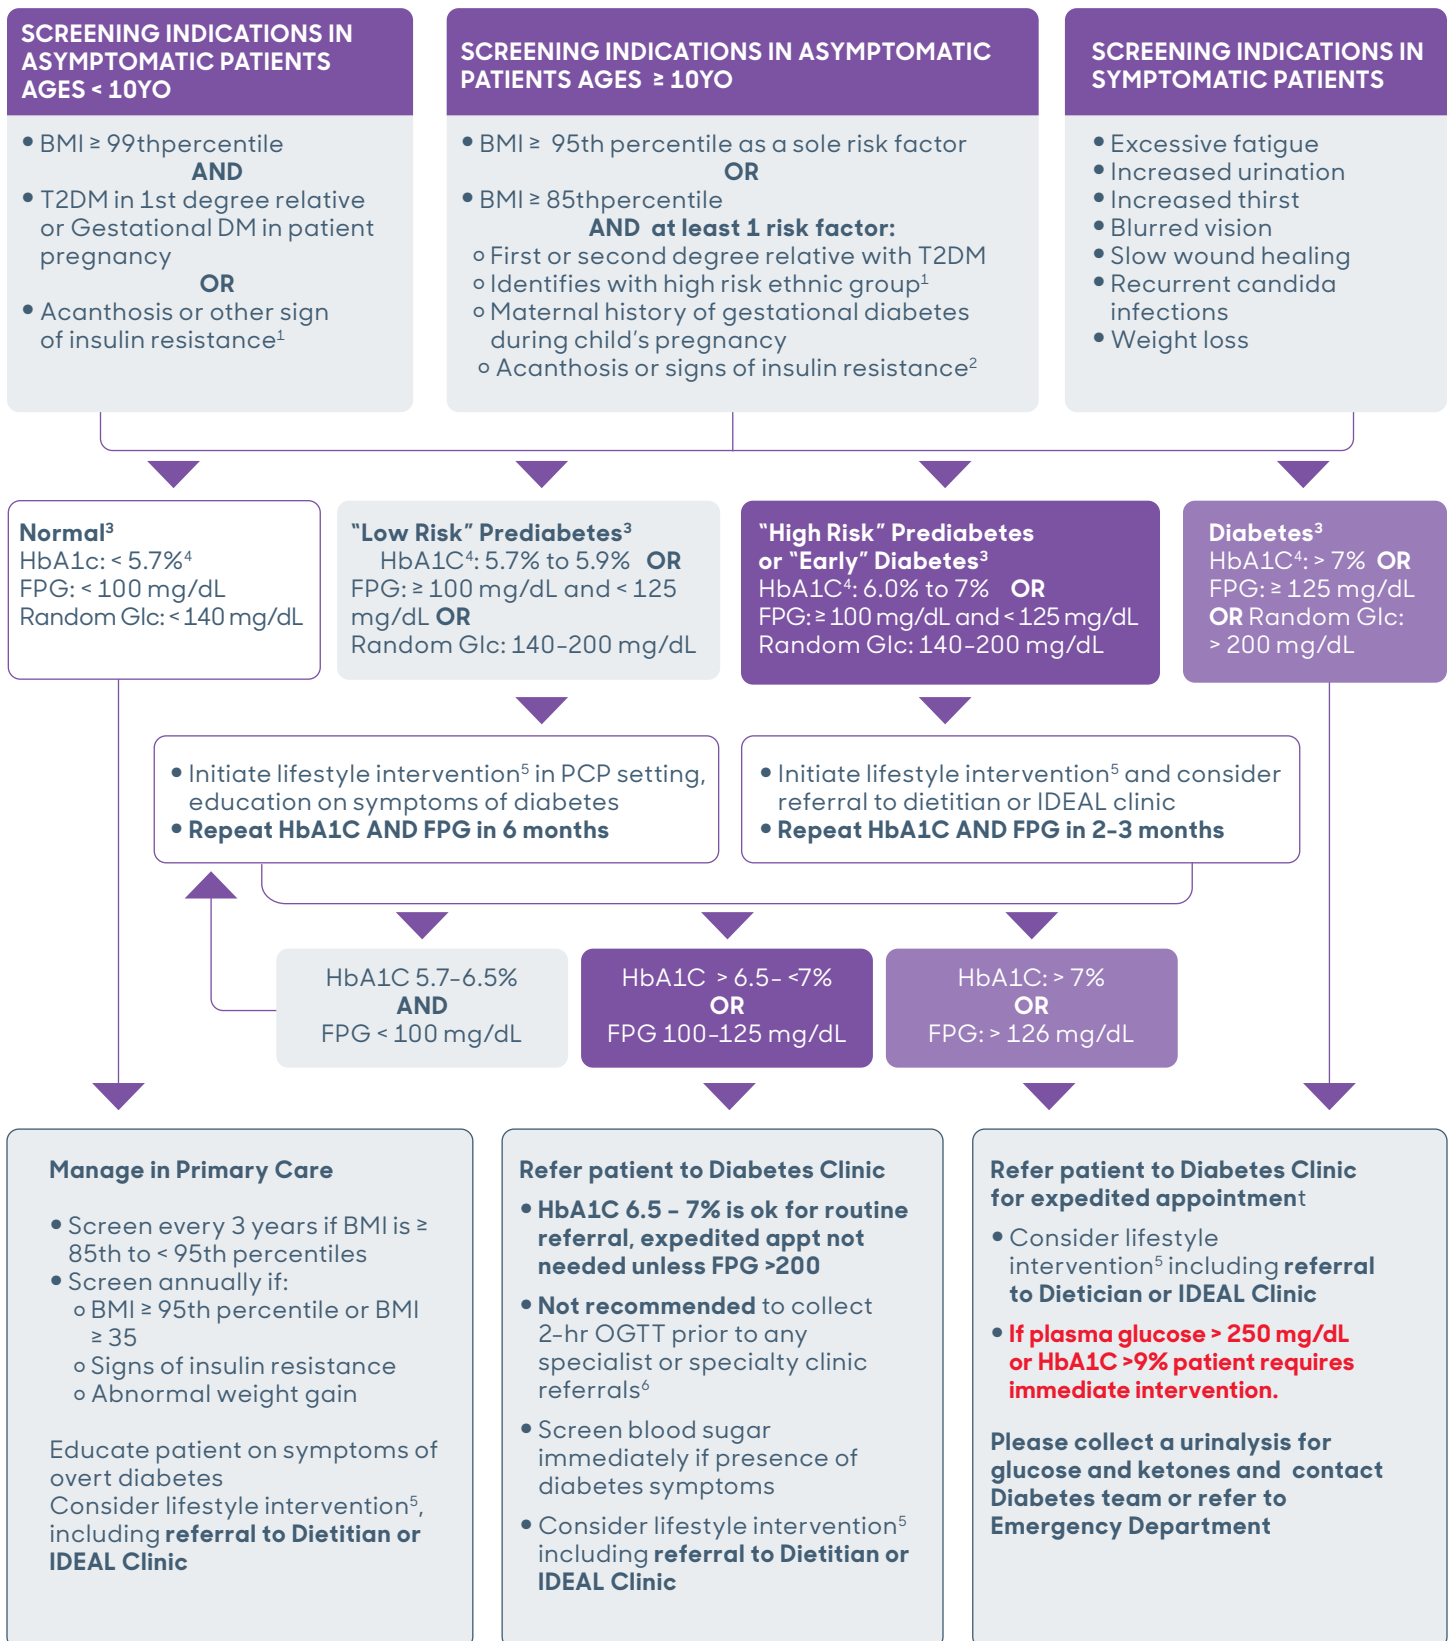 SCREENING INDICATIONS IN
ASYMPTOMATIC PATIENTS
AGES < 10YO
• BMI ≥ 99thpercentile
AND
• T2DM in 1st degree relative
or Gestational DM in patient
pregnancy
OR
• Acanthosis or other sign
of insulin resistance¹
SCREENING INDICATIONS IN ASYMPTOMATIC
PATIENTS AGES ≥ 10YO
• BMI ≥ 95th percentile as a sole risk factor
OR
• BMI ≥ 85thpercentile
AND at least 1 risk factor:
○ First or second degree relative with T2DM
○ Identifies with high risk ethnic group¹
○ Maternal history of gestational diabetes
during child's pregnancy
○ Acanthosis or signs of insulin resistance²
SCREENING INDICATIONS IN
SYMPTOMATIC PATIENTS
• Excessive fatigue
• Increased urination
• Increased thirst
• Blurred vision
• Slow wound healing
• Recurrent candida
infections
• Weight loss
Normal³
HbA1c: < 5.7%⁴
FPG: < 100 mg/dL
Random Glc: < 140 mg/dL
"Low Risk" Prediabetes³
HbA1C⁴: 5.7% to 5.9% OR
FPG: ≥ 100 mg/dL and < 125
mg/dL OR
Random Glc: 140-200 mg/dL
"High Risk" Prediabetes
or "Early" Diabetes³
HbA1C⁴: 6.0% to 7% OR
FPG: ≥ 100 mg/dL and < 125 mg/dL
Random Glc: 140-200 mg/dL
Diabetes³
HbA1C⁴: > 7% OR
FPG: ≥ 125 mg/dL
OR Random Glc:
> 200 mg/dL
• Initiate lifestyle intervention⁵ in PCP setting,
education on symptoms of diabetes
• Repeat HbA1C AND FPG in 6 months
• Initiate lifestyle intervention⁵ and consider
referral to dietitian or IDEAL clinic
• Repeat HbA1C AND FPG in 2-3 months
HbA1C 5.7-6.5%
AND
FPG < 100 mg/dL
HbA1C > 6.5- <7%
OR
FPG 100-125 mg/dL
HbA1C: > 7%
OR
FPG: > 126 mg/dL
Manage in Primary Care
• Screen every 3 years if BMI is ≥
85th to < 95th percentiles
• Screen annually if:
○ BMI ≥ 95th percentile or BMI
≥ 35
○ Signs of insulin resistance
○ Abnormal weight gain
Educate patient on symptoms of
overt diabetes
Consider lifestyle intervention⁵,
including referral to Dietitian or
IDEAL Clinic
Refer patient to Diabetes Clinic
• HbA1C 6.5 – 7% is ok for routine
referral, expedited appt not
needed unless FPG >200
• Not recommended to collect
2-hr OGTT prior to any
specialist or specialty clinic
referrals⁶
• Screen blood sugar
immediately if presence of
diabetes symptoms
• Consider lifestyle intervention⁵
including referral to Dietitian or
IDEAL Clinic
Refer patient to Diabetes Clinic
for expedited appointment
• Consider lifestyle
intervention⁵ including referral
to Dietician or IDEAL Clinic
• If plasma glucose > 250 mg/dL
or HbA1C >9% patient requires
immediate intervention.
Please collect a urinalysis for
glucose and ketones and contact
Diabetes team or refer to
Emergency Department